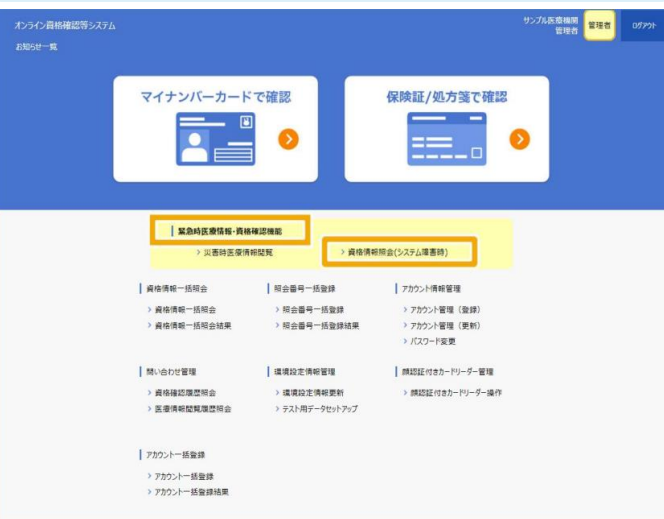 オンライン資格確認等システム
サンプル医療機関
管理者
管理者
ログアウト
お知らせ一覧
マイナンバーカードで確認
保険証/処方箋で確認
緊急時医療情報・資格確認機能
> 災害時医療情報閲覧
> 資格情報照会(システム障害時)
資格情報一括照会
照会番号一括登録
アカウント情報管理
> 資格情報一括照会
> 照会番号一括登録
> アカウント管理（登録）
> 資格情報一括照会結果
> 照会番号一括登録結果
> アカウント管理（更新）
> パスワード変更
問い合わせ管理
環境設定情報管理
顔認証付きカードリーダー管理
> 資格確認履歴照会
> 環境設定情報更新
> 顔認証付きカードリーダー操作
> 医療情報閲覧履歴照会
> テスト用データセットアップ
アカウント一括登録
> アカウント一括登録
> アカウント一括登録結果